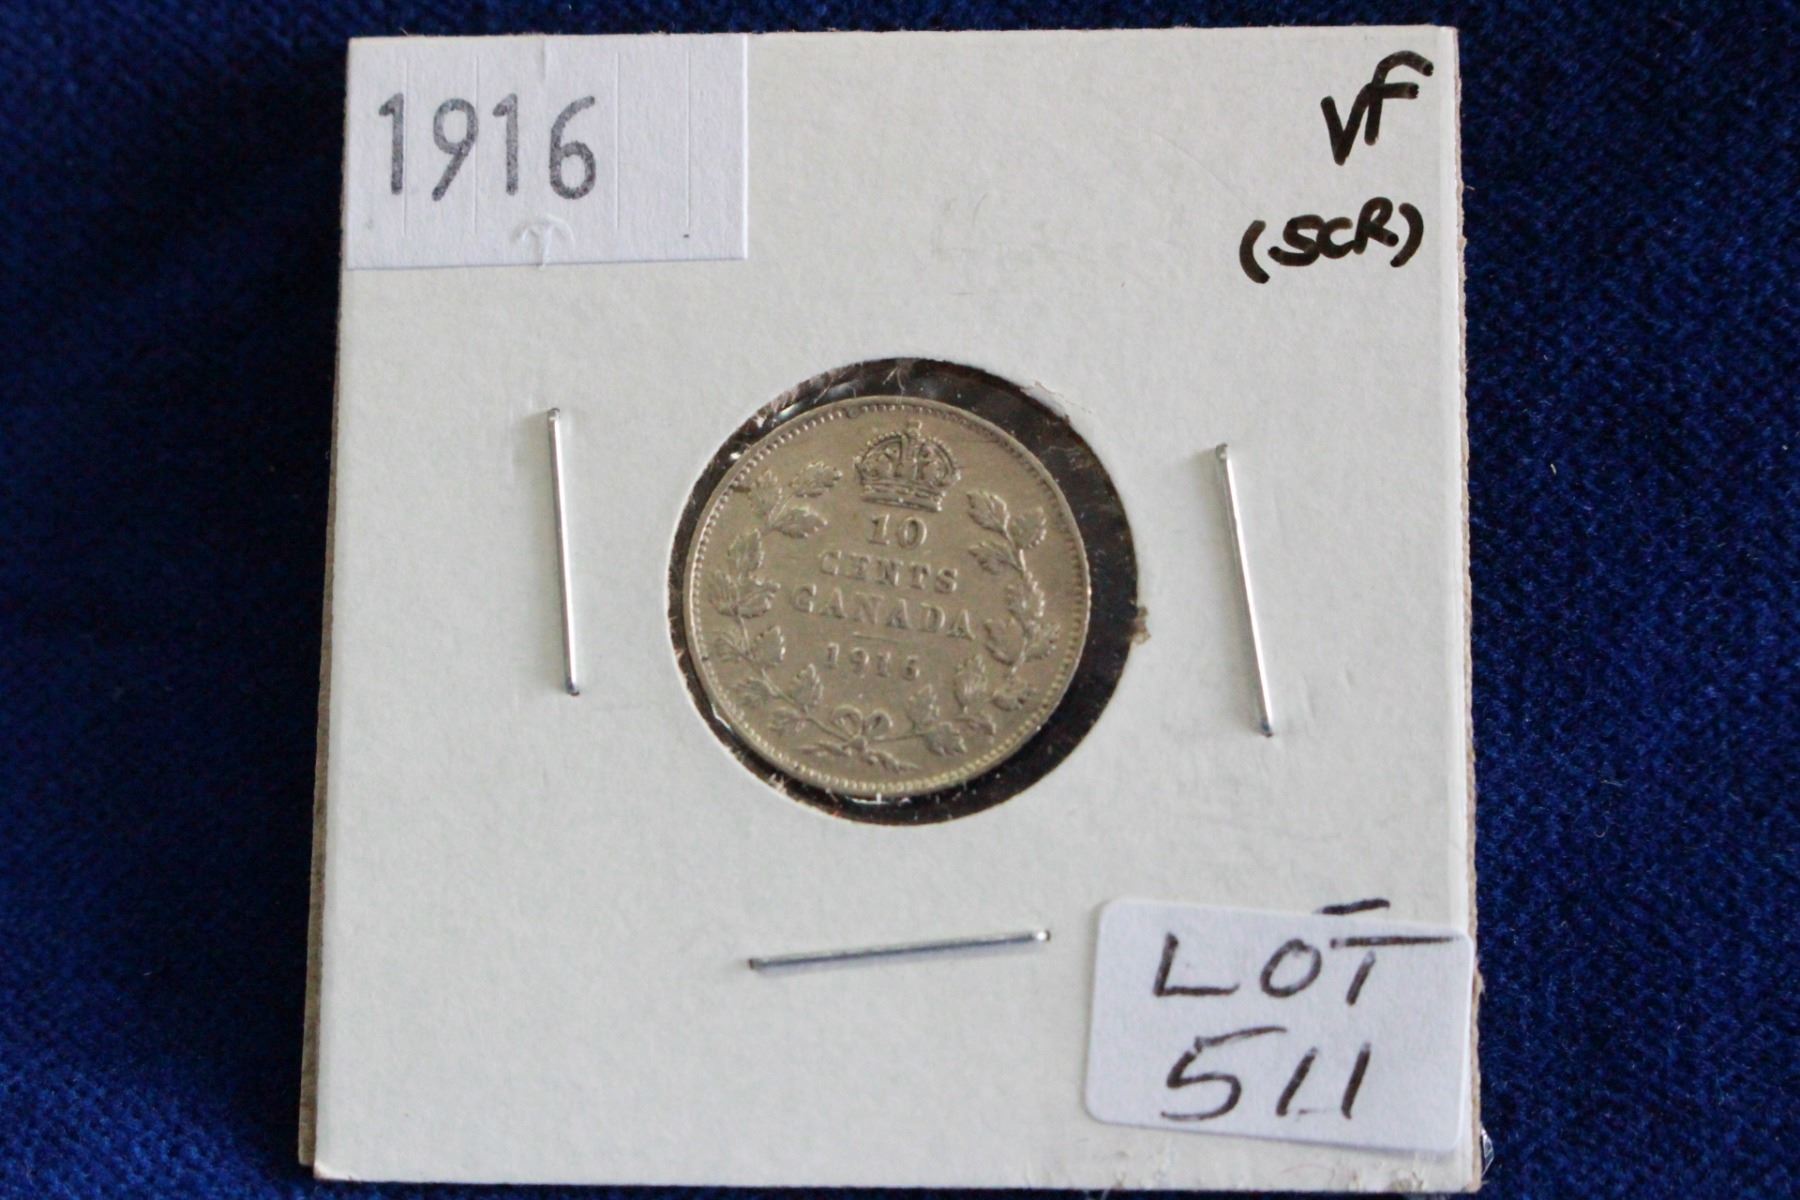 1916
VF
(SCR)
10
CENTS
CANADA
1916
LOT
511